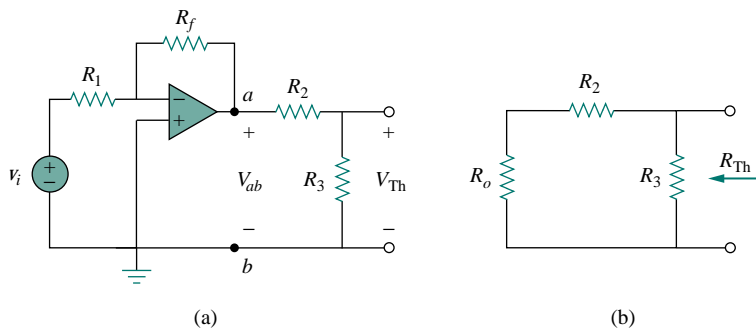 R_f
R_1
a
R_2
− +
+ − v_i
+ V_ab −
R_3
+ V_Th −
b
(a)
R_2
R_o
R_3
R_Th
(b)